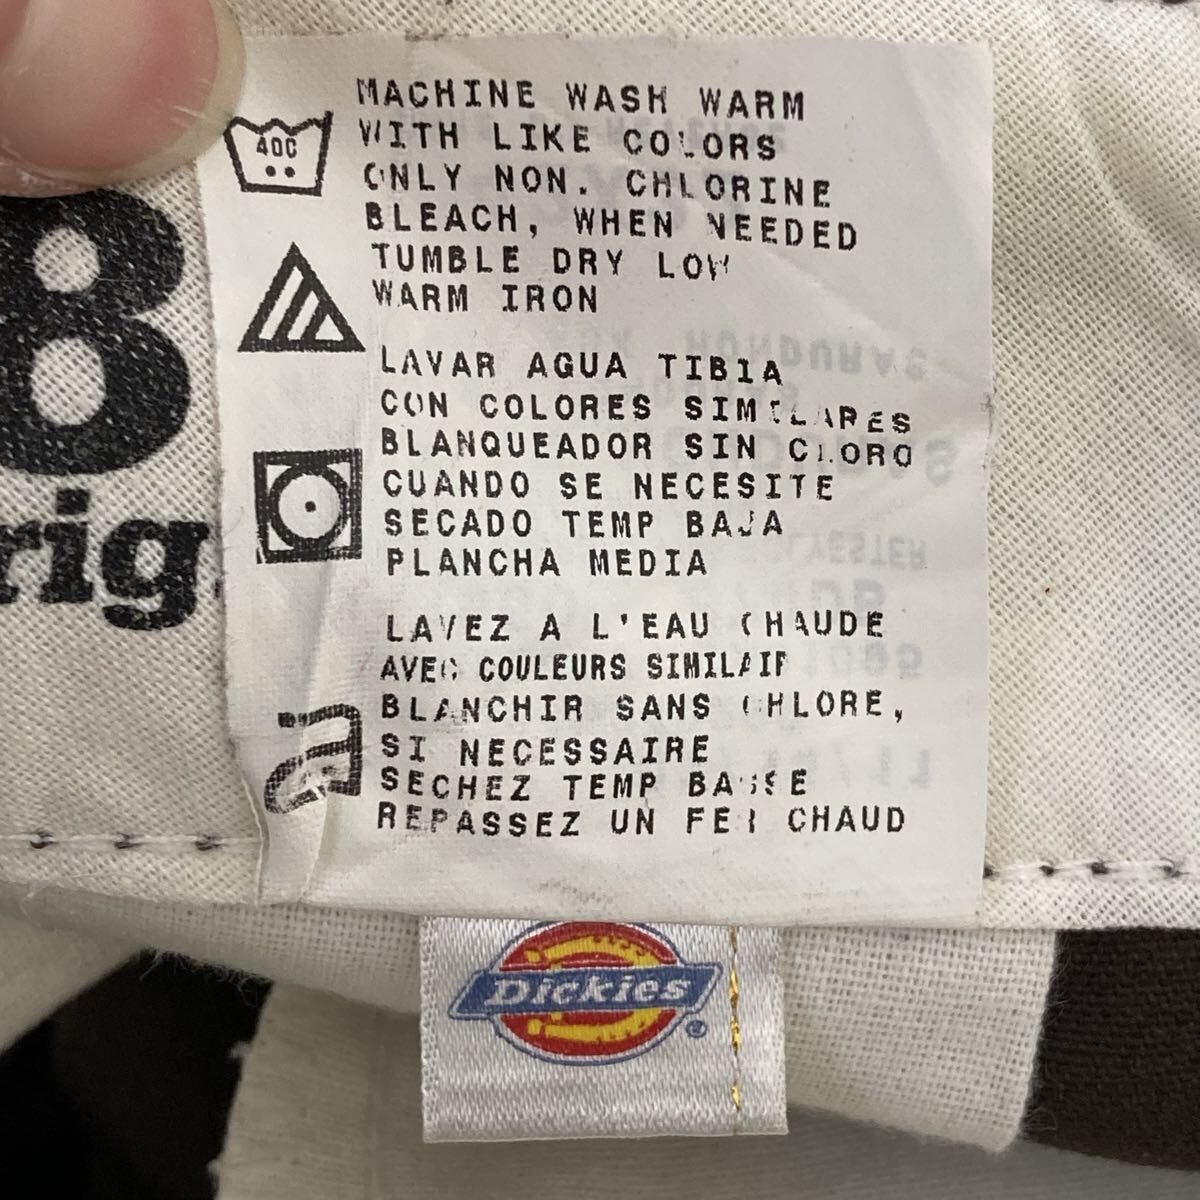 MACHINE WASH WARM
WITH LIKE COLORS
ONLY NON. CHLORINE
BLEACH, WHEN NEEDED
TUMBLE DRY LOW
WARM IRON
40C
LAVAR AGUA TIBIA
CON COLORES SIMILARES
BLANQUEADOR SIN CLORO
CUANDO SE NECESITE
SECADO TEMP BAJA
PLANCHA MEDIA
LAVEZ A L'EAU CHAUDE
AVEC COULEURS SIMILAIR
BLANCHIR SANS CHLORE,
SI NECESSAIRE
SECHEZ TEMP BASSE
REPASSEZ UN FER CHAUD
8
rig
Dickies®